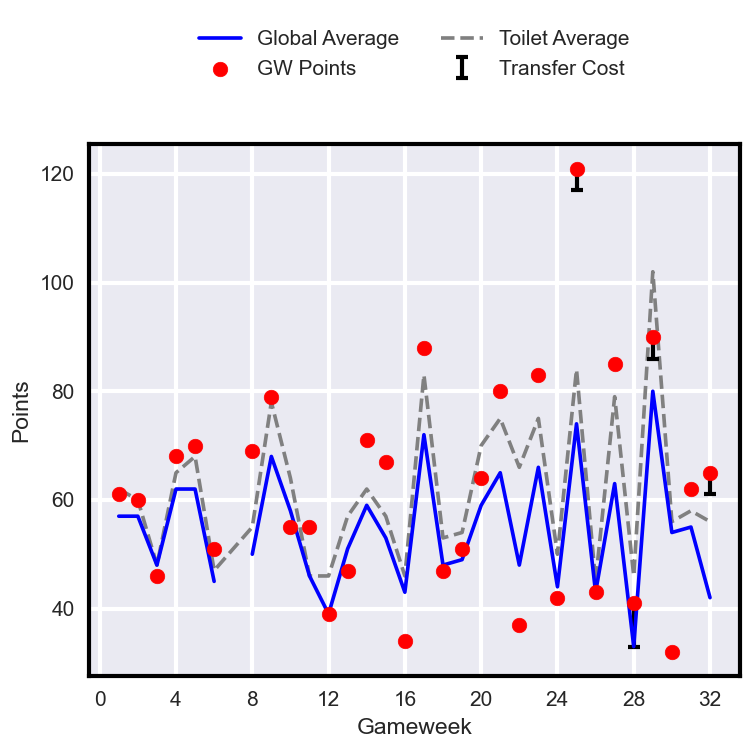 Global Average Toilet Average
GW Points Transfer Cost
120
100
80
60
40
Points
0 4 8 12 16 20 24 28 32
Gameweek